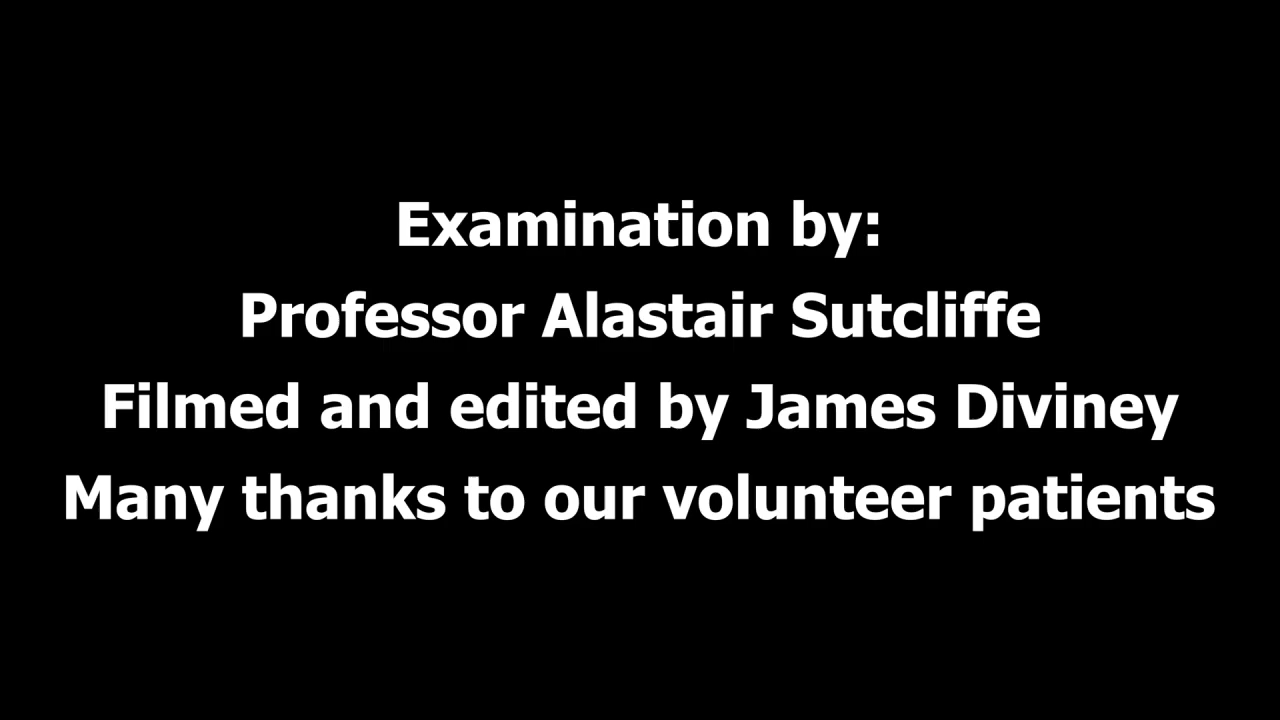 Examination by:
Professor Alastair Sutcliffe
Filmed and edited by James Diviney
Many thanks to our volunteer patients